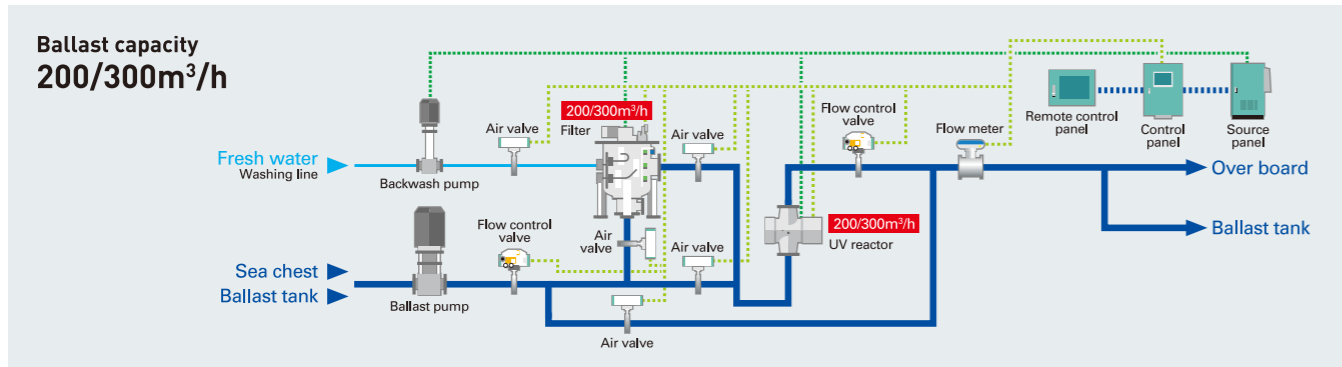 Ballast capacity
200/300m³/h
200/300m³/h
Filter
Air valve
Air valve
Flow control
valve
Flow meter
Remote control
panel
Control
panel
Source
panel
Fresh water
Washing line
Backwash pump
Over board
Flow control
valve
Air
valve
Air valve
200/300m³/h
UV reactor
Ballast tank
Sea chest
Ballast tank
Ballast pump
Air valve